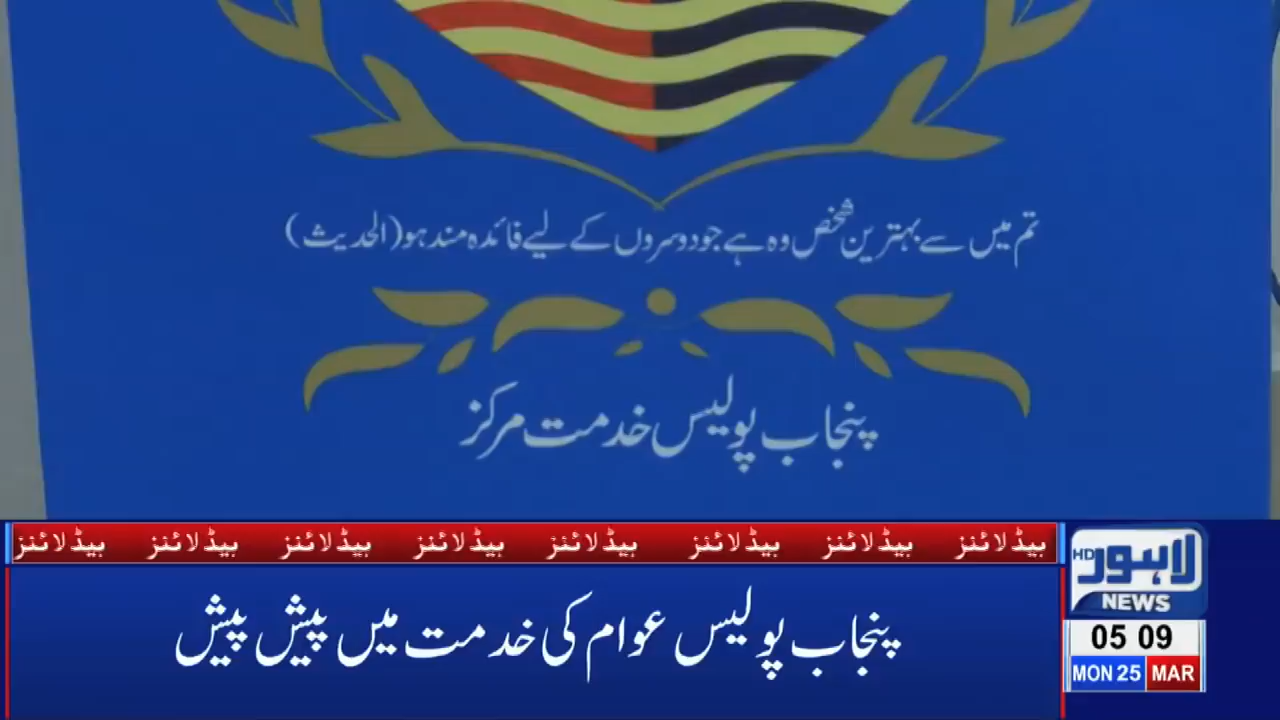 تم میں سے بہترین شخص وہ ہے جو دوسروں کے لیے فائدہ مند ہو (الحدیث)
پنجاب پولیس خدمت مرکز
ہیڈلائنز ہیڈلائنز ہیڈلائنز ہیڈلائنز ہیڈلائنز ہیڈلائنز ہیڈلائنز ہیڈلائنز
پنجاب پولیس عوام کی خدمت میں پیش پیش
لاہور HD
NEWS
05 09
MON 25 MAR